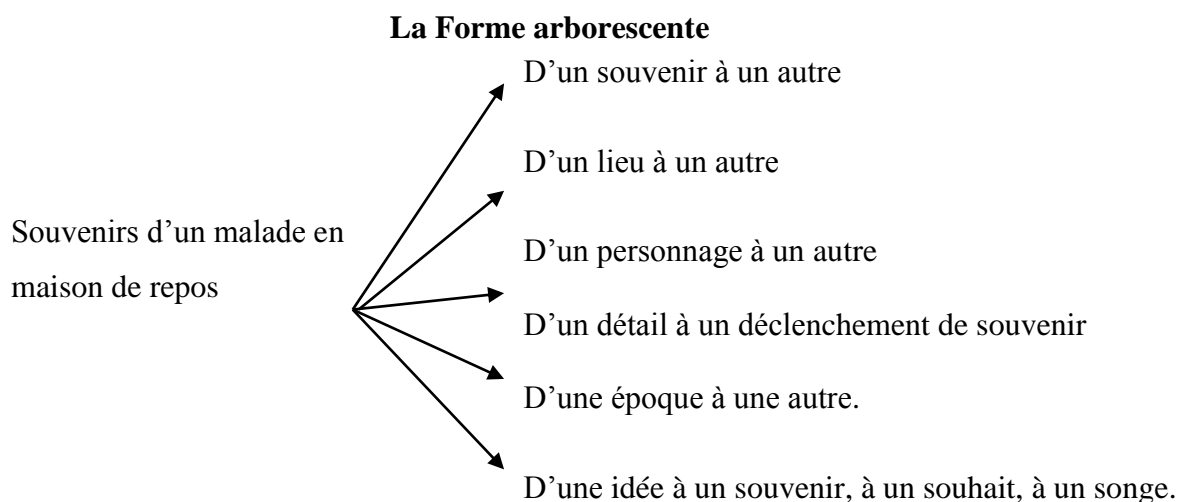 La Forme arborescente
D’un souvenir à un autre
D’un lieu à un autre
Souvenirs d’un malade en
maison de repos
D’un personnage à un autre
D’un détail à un déclenchement de souvenir
D’une époque à une autre.
D’une idée à un souvenir, à un souhait, à un songe.